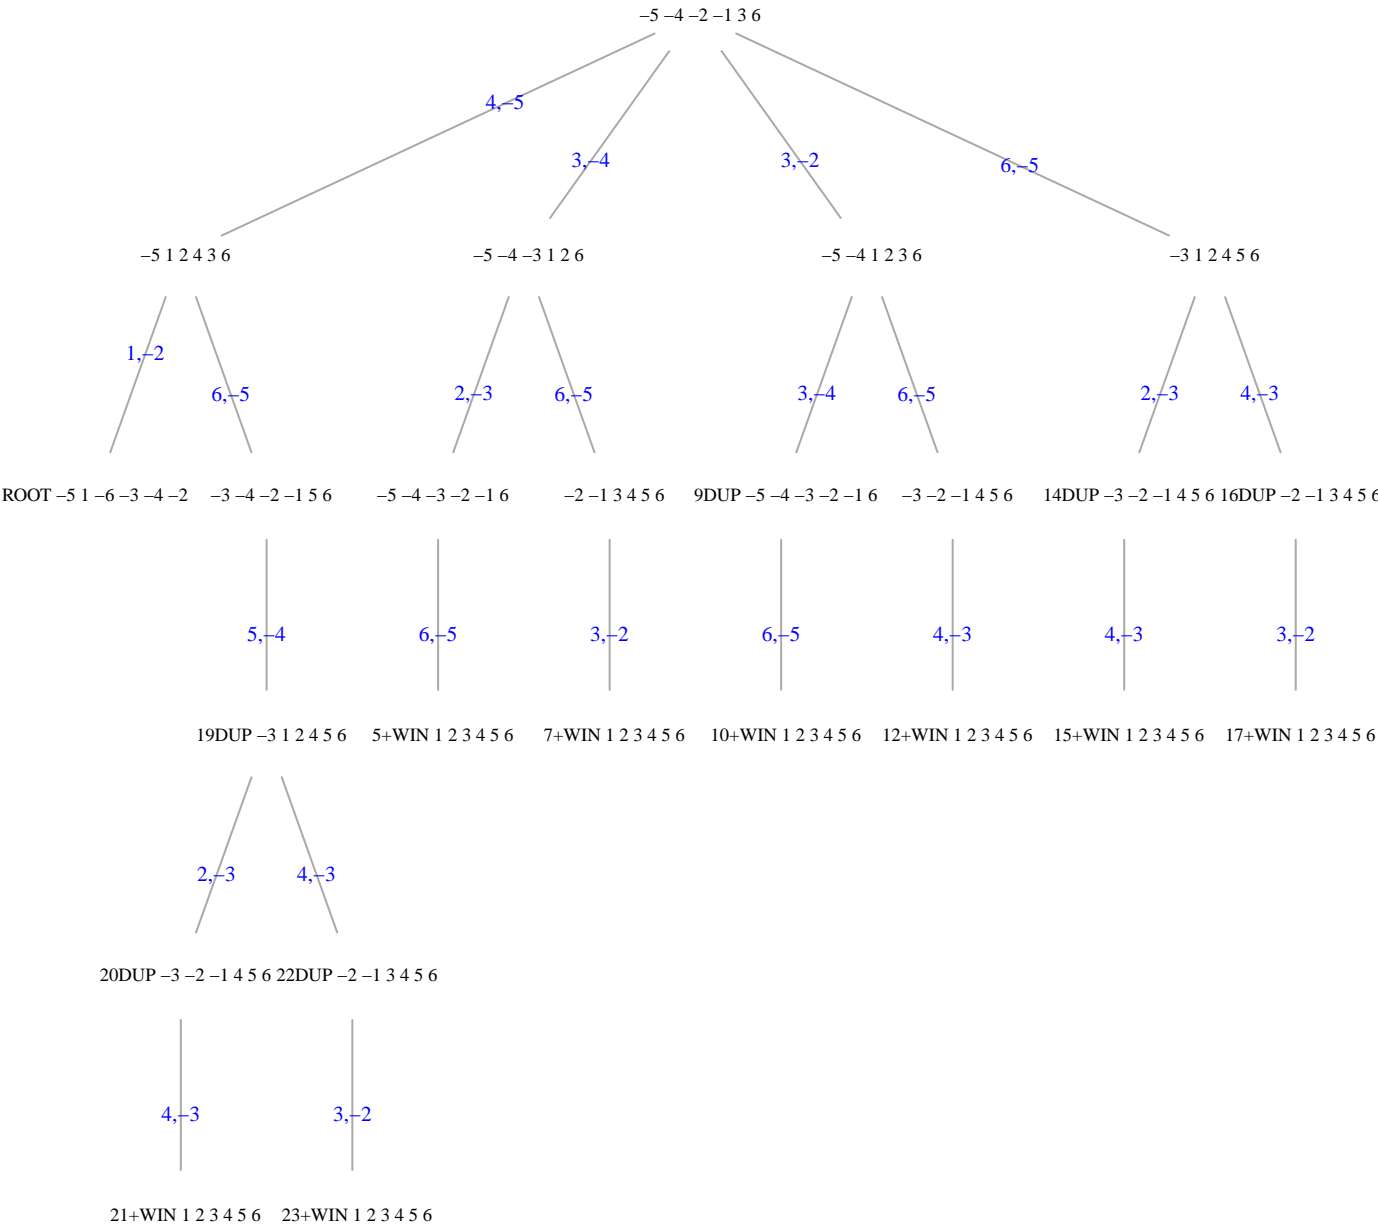 –5 –4 –2 –1 3 6
4,–5
3,–4 3,–2
6,–5
–5 1 2 4 3 6 –5 –4 –3 1 2 6 –5 –4 1 2 3 6 –3 1 2 4 5 6
1,–2
6,–5 2,–3 6,–5 3,–4 6,–5 2,–3 4,–3
ROOT –5 1 –6 –3 –4 –2 –3 –4 –2 –1 5 6 –5 –4 –3 –2 –1 6 –2 –1 3 4 5 6 9DUP –5 –4 –3 –2 –1 6 –3 –2 –1 4 5 6 14DUP –3 –2 –1 4 5 6 16DUP –2 –1 3 4 5 6
5,–4 6,–5 3,–2 6,–5 4,–3 4,–3 3,–2
19DUP –3 1 2 4 5 6 5+WIN 1 2 3 4 5 6 7+WIN 1 2 3 4 5 6 10+WIN 1 2 3 4 5 6 12+WIN 1 2 3 4 5 6 15+WIN 1 2 3 4 5 6 17+WIN 1 2 3 4 5 6
2,–3 4,–3
20DUP –3 –2 –1 4 5 6 22DUP –2 –1 3 4 5 6
4,–3 3,–2
21+WIN 1 2 3 4 5 6 23+WIN 1 2 3 4 5 6